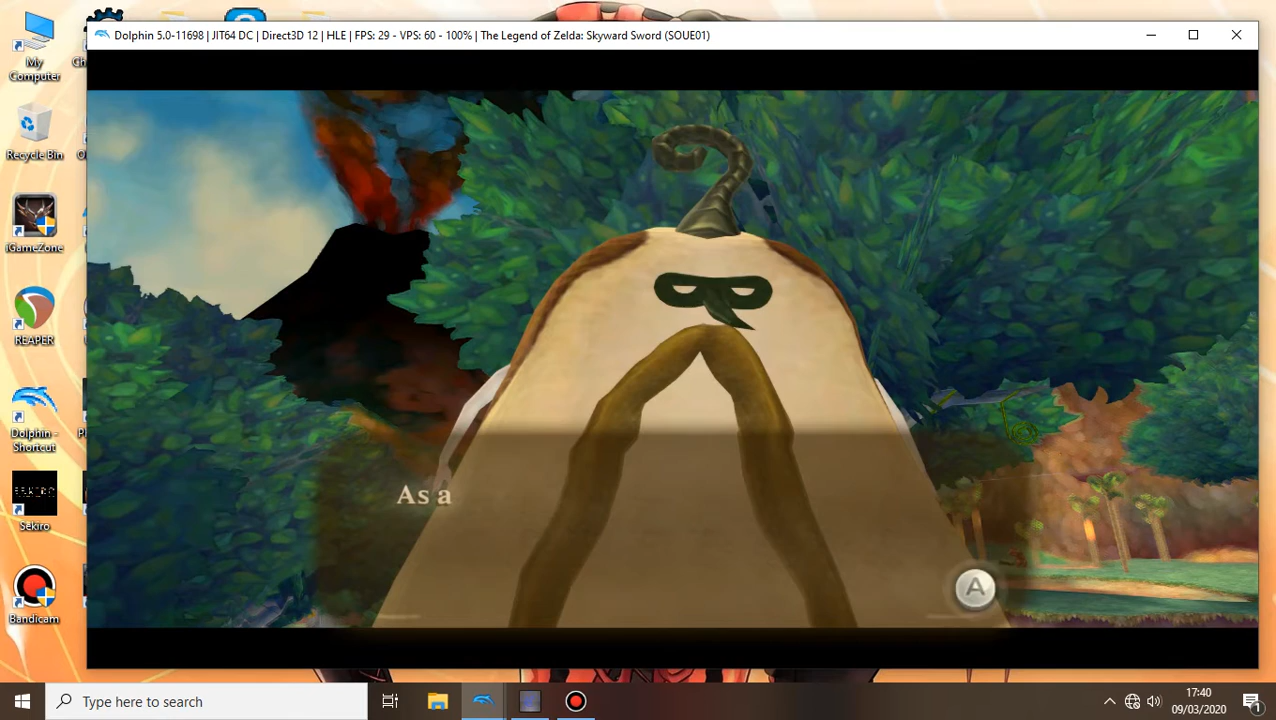 Dolphin 5.0-11698 | JIT64 DC | Direct3D 12 | HLE | FPS: 29 - VPS: 60 - 100% | The Legend of Zelda: Skyward Sword (SOUE01)
My
Computer
Recycle Bin
iGameZone
REAPER
Dolphin -
Shortcut
SEKIRO
Sekiro
Bandicam
As a
A
Type here to search
17:40
09/03/2020
1